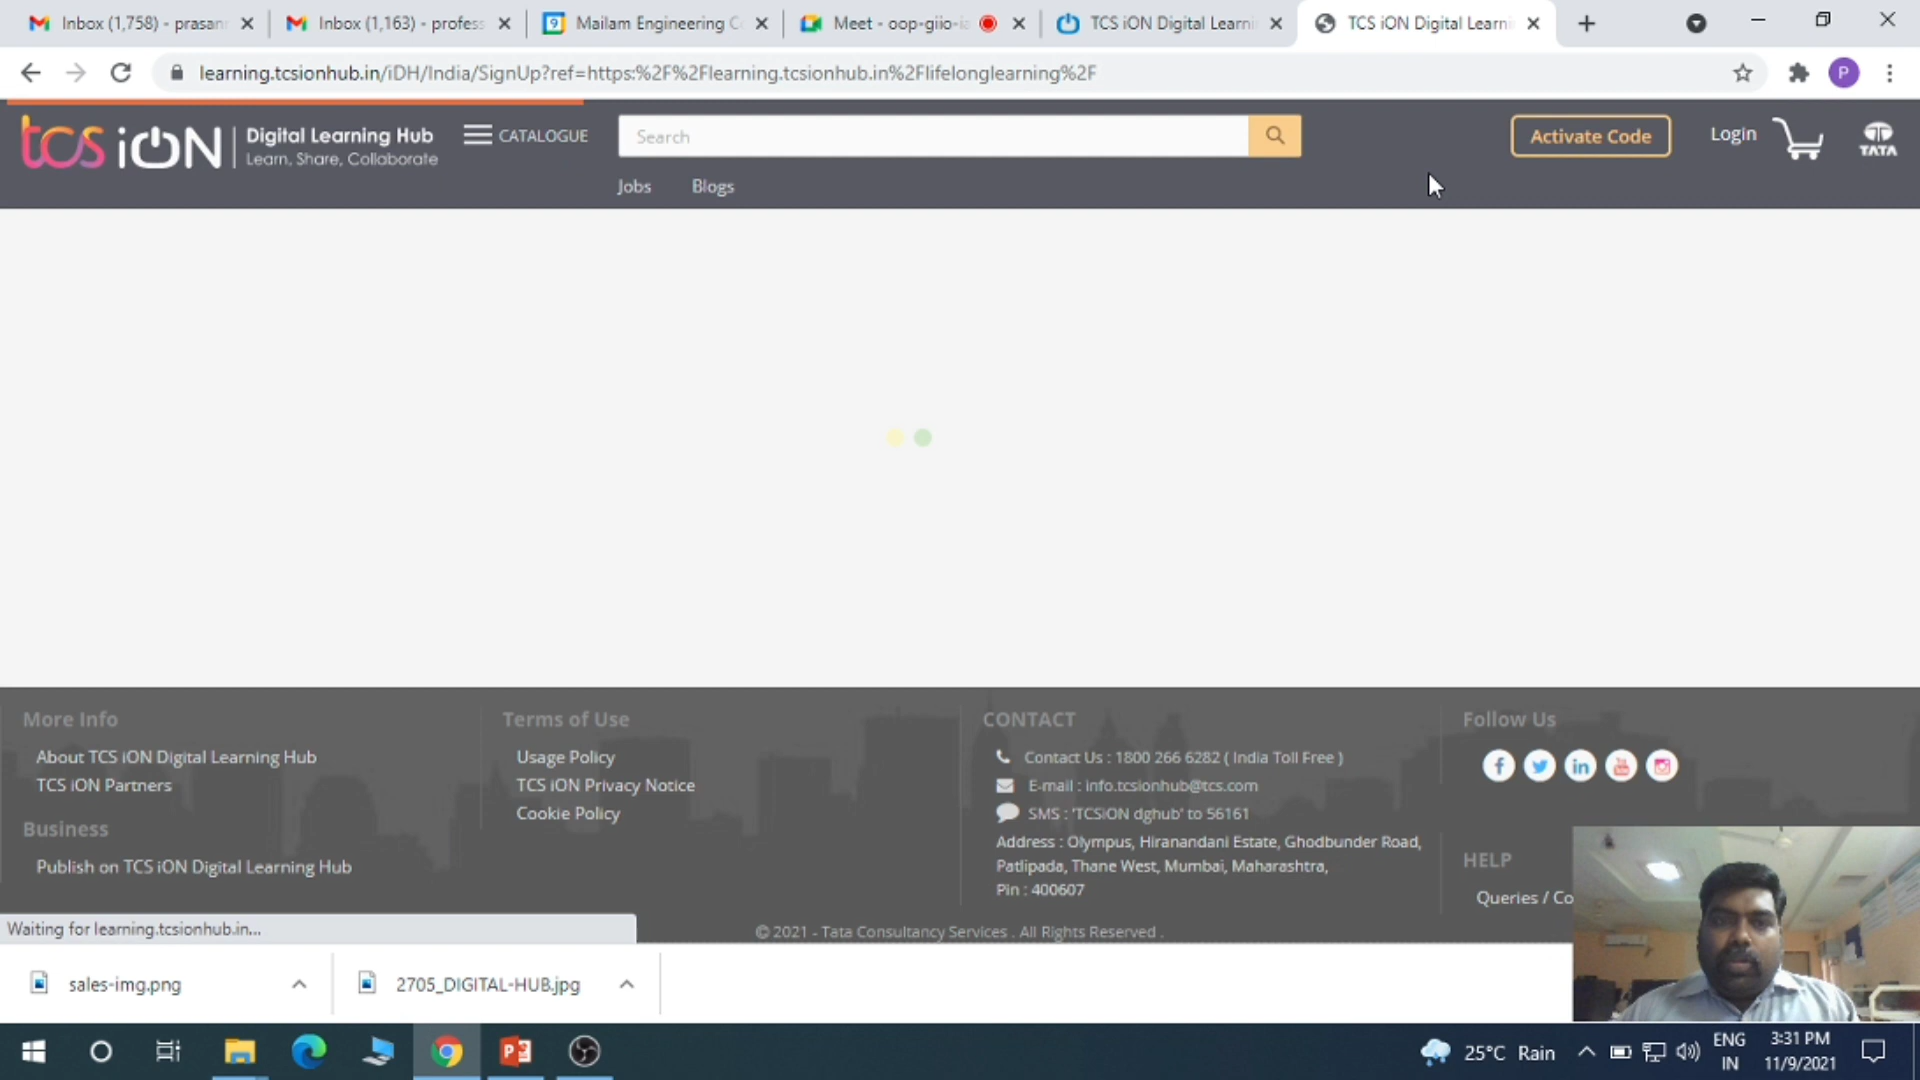 Inbox (1,758) - prasann
Inbox (1,163) - profess
9 Mailam Engineering C
Meet - oop-giio-ia
TCS iON Digital Learni
TCS iON Digital Learni
learning.tcsionhub.in/iDH/India/SignUp?ref=https:%2F%2Flearning.tcsionhub.in%2Flifelonglearning%2F
P
tcs iON
Digital Learning Hub
Learn, Share, Collaborate
CATALOGUE
Search
Activate Code
Login
TATA
Jobs
Blogs
More Info
About TCS iON Digital Learning Hub
TCS iON Partners
Business
Publish on TCS iON Digital Learning Hub
Terms of Use
Usage Policy
TCS iON Privacy Notice
Cookie Policy
CONTACT
Contact Us : 1800 266 6282 ( India Toll Free )
E-mail : info.tcsionhub@tcs.com
SMS : 'TCSiON dghub' to 56161
Address : Olympus, Hiranandani Estate, Ghodbunder Road,
Patlipada, Thane West, Mumbai, Maharashtra,
Pin : 400607
Follow Us
HELP
Queries / Co
Waiting for learning.tcsionhub.in...
© 2021 - Tata Consultancy Services . All Rights Reserved .
sales-img.png
2705_DIGITAL-HUB.jpg
25°C Rain
ENG
IN
3:31 PM
11/9/2021